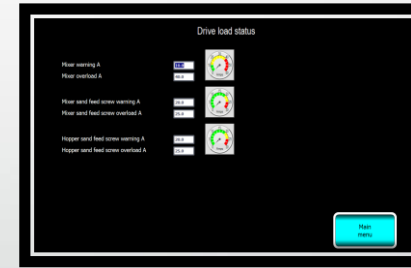 Drive load status
Mixer warning A
Mixer overload A
Mixer sand feed screw warning A
Mixer sand feed screw overload A
Hopper sand feed screw warning A
Hopper sand feed screw overload A
Main
menu